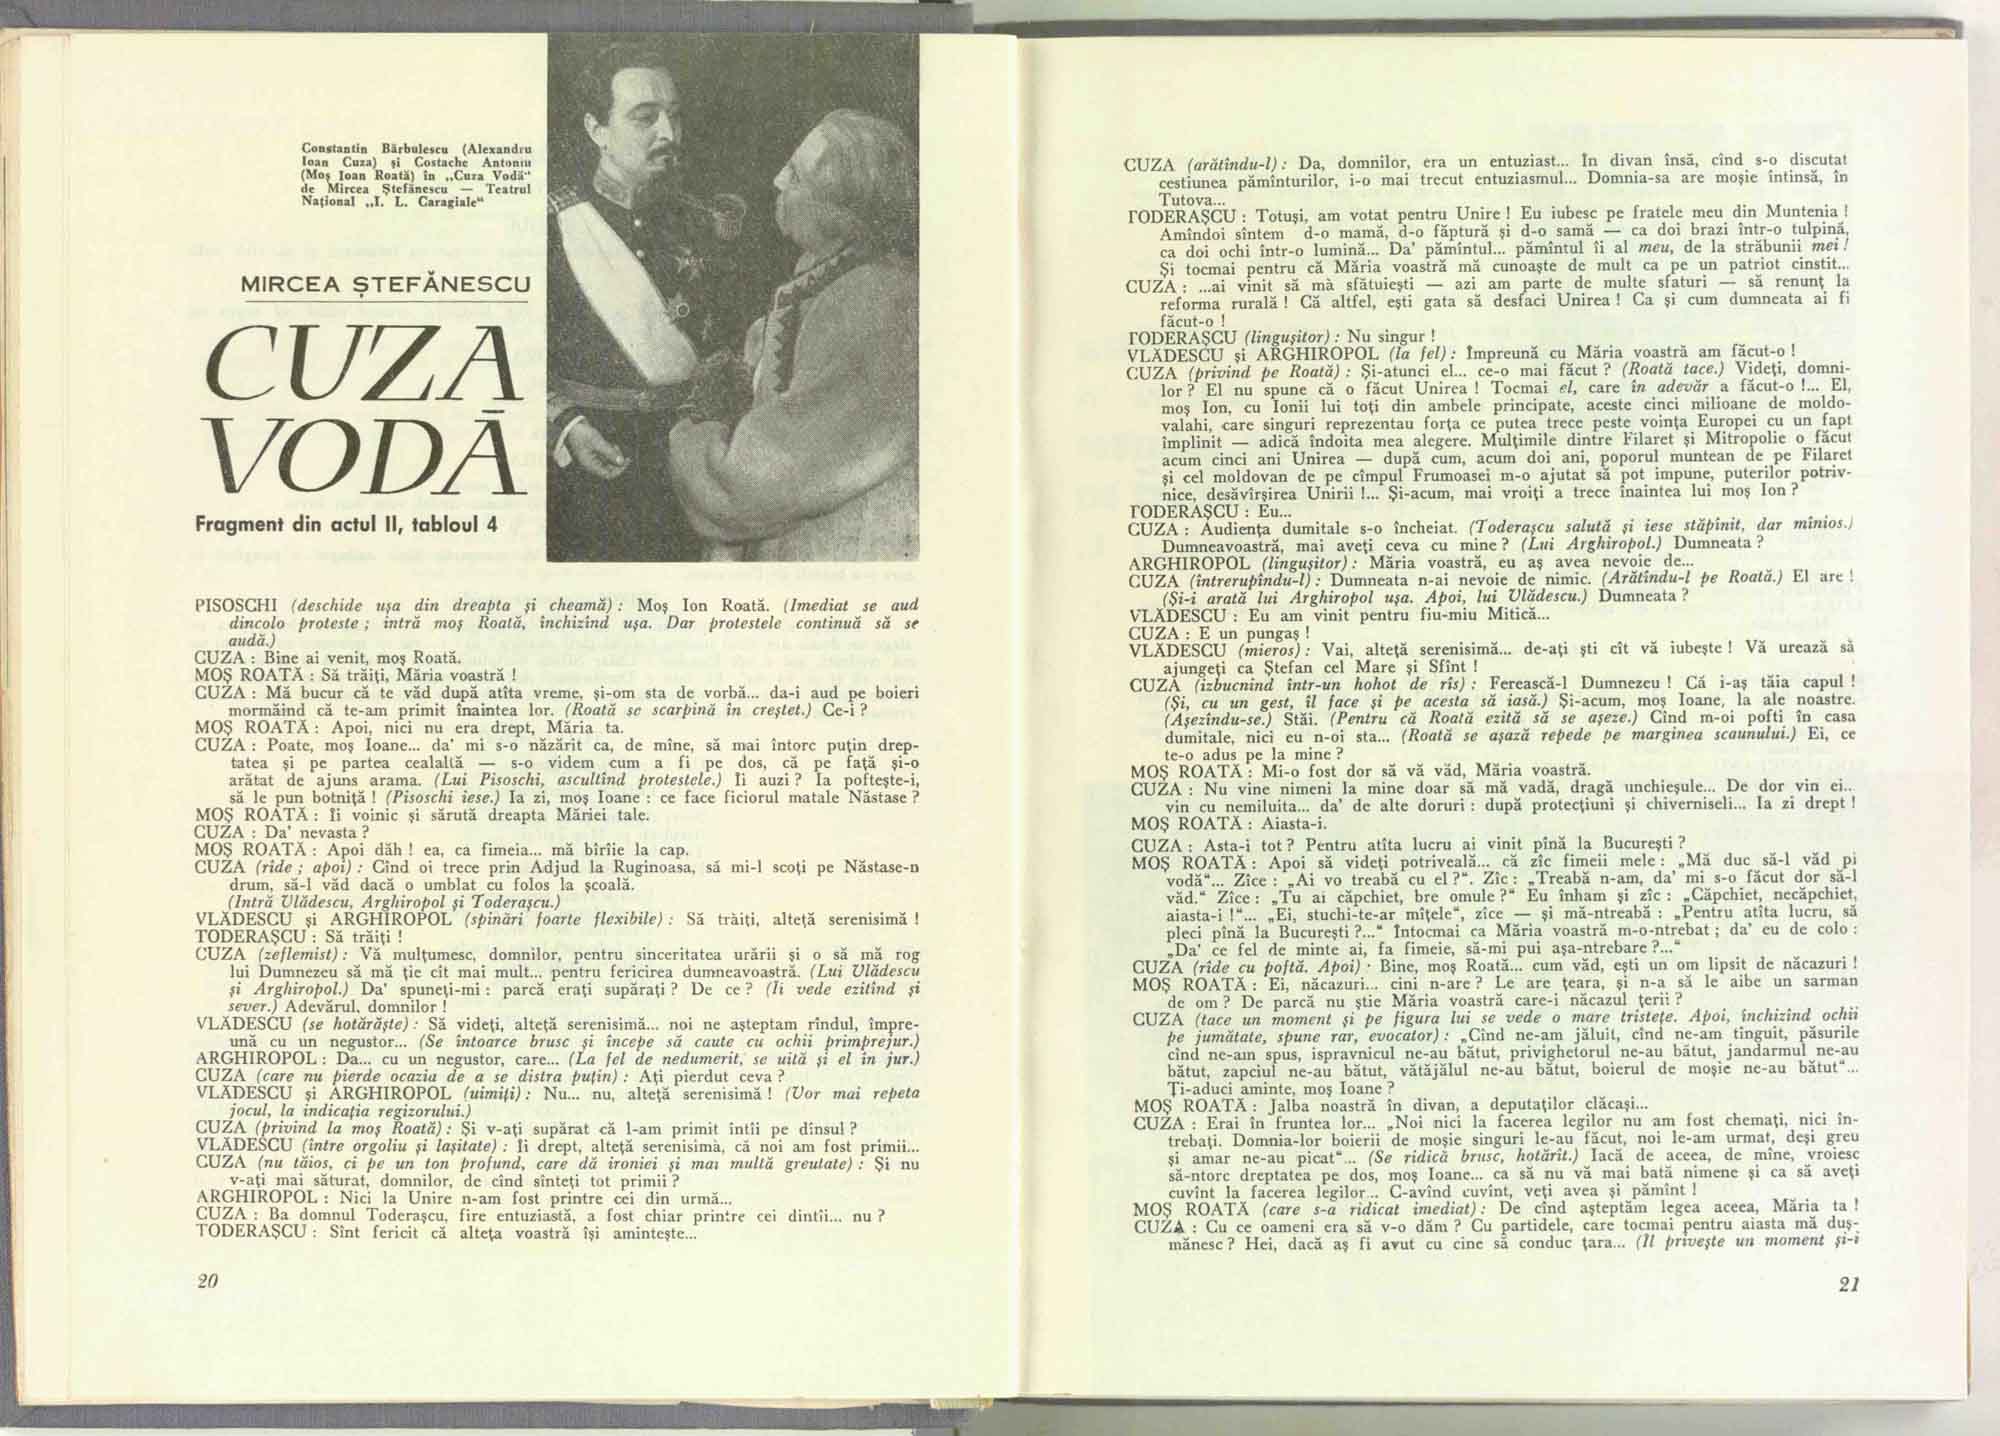 Constantin Bărbulescu (Alexandru
Ioan Cuza) și Costache Antoniu
(Moș Ioan Roată) în „Cuza Vodă“
de Mircea Ștefănescu — Teatrul
Național „I. L. Caragiale“
MIRCEA ȘTEFĂNESCU
CUZA
VODĂ
Fragment din actul II, tabloul 4
PISOSCHI (deschide ușa din dreapta și cheamă) : Moș Ion Roată. (Imediat se aud
dincolo proteste ; intră moș Roată, închizînd ușa. Dar protestele continuă să se
audă.)
CUZA : Bine ai venit, moș Roată.
MOȘ ROATĂ : Să trăiți, Măria voastră !
CUZA : Mă bucur că te văd după atîta vreme, și-om sta de vorbă... da-i aud pe boieri
mormăind că te-am primit înaintea lor. (Roată se scarpină în creștet.) Ce-i ?
MOȘ ROATĂ : Apoi, nici nu era drept, Măria ta.
CUZA : Poate, moș Ioane... da' mi s-o năzărit ca, de mîne, să mai întorc puțin drep-
tatea și pe partea cealaltă — s-o videm cum a fi pe dos, că pe față și-o
arătat de ajuns arama. (Lui Pisoschi, ascultînd protestele.) Îi auzi ? Ia poftește-i,
să le pun botniță ! (Pisoschi iese.) Ia zi, moș Ioane : ce face ficiorul matale Năstase ?
MOȘ ROATĂ : Îi voinic și sărută dreapta Măriei tale.
CUZA : Da' nevasta ?
MOȘ ROATĂ : Apoi dăh ! ea, ca fimeia... mă bîrîie la cap.
CUZA (rîde ; apoi) : Cînd oi trece prin Adjud la Ruginoasa, să mi-l scoți pe Năstase-n
drum, să-l văd dacă o umblat cu folos la școală.
(Intră Vlădescu, Arghiropol și Toderașcu.)
VLĂDESCU și ARGHIROPOL (spinări foarte flexibile) : Să trăiți, alteță serenisimă !
TODERAȘCU : Să trăiți !
CUZA (zeflemist) : Vă mulțumesc, domnilor, pentru sinceritatea urării și o să mă rog
lui Dumnezeu să mă ție cît mai mult... pentru fericirea dumneavoastră. (Lui Vlădescu
și Arghiropol.) Da' spuneți-mi : parcă erați supărați ? De ce ? (Îi vede ezitînd și
sever.) Adevărul, domnilor !
VLĂDESCU (se hotărăște) : Să videți, alteță serenisimă... noi ne așteptam rîndul, împre-
ună cu un negustor... (Se întoarce brusc și începe să caute cu ochii primprejur.)
ARGHIROPOL : Da... cu un negustor, care... (La fel de nedumerit, se uită și el în jur.)
CUZA (care nu pierde ocazia de a se distra puțin) : Ați pierdut ceva ?
VLĂDESCU și ARGHIROPOL (uimiți) : Nu... nu, alteță serenisimă ! (Vor mai repeta
jocul, la indicația regizorului.)
CUZA (privind la moș Roată) : Și v-ați supărat că l-am primit întîi pe dînsul ?
VLĂDESCU (între orgoliu și lașitate) : Îi drept, alteță serenisimă, că noi am fost primii...
CUZA (nu tăios, ci pe un ton profund, care dă ironiei și mai multă greutate) : Și nu
v-ați mai săturat, domnilor, de cînd sînteți tot primii ?
ARGHIROPOL : Nici la Unire n-am fost printre cei din urmă...
CUZA : Ba domnul Toderașcu, fire entuziastă, a fost chiar printre cei dintîi... nu ?
TODERAȘCU : Sînt fericit că alteța voastră își amintește...
20
CUZA (arătîndu-l) : Da, domnilor, era un entuziast... În divan însă, cînd s-o discutat
cestiunea pămînturilor, i-o mai trecut entuziasmul... Domnia-sa are moșie întinsă, în
Tutova...
TODERAȘCU : Totuși, am votat pentru Unire ! Eu iubesc pe fratele meu din Muntenia !
Amîndoi sîntem d-o mamă, d-o făptură și d-o samă — ca doi brazi într-o tulpină,
ca doi ochi într-o lumină... Da' pămîntul... pămîntul îi al meu, de la străbunii mei !
Și tocmai pentru că Măria voastră mă cunoaște de mult ca pe un patriot cinstit...
CUZA : ...ai vinit să mă sfătuiești — azi am parte de multe sfaturi — să renunț la
reforma rurală ! Că altfel, ești gata să desfaci Unirea ! Ca și cum dumneata ai fi
făcut-o !
TODERAȘCU (lingușitor) : Nu singur !
VLĂDESCU și ARGHIROPOL (la fel) : Împreună cu Măria voastră am făcut-o !
CUZA (privind pe Roată) : Și-atunci el... ce-o mai făcut ? (Roată tace.) Videți, domni-
lor ? El nu spune că o făcut Unirea ! Tocmai el, care în adevăr a făcut-o !... El,
moș Ion, cu Ionii lui toți din ambele principate, aceste cinci milioane de moldo-
valahi, care singuri reprezentau forța ce putea trece peste voința Europei cu un fapt
împlinit — adică îndoita mea alegere. Mulțimile dintre Filaret și Mitropolie o făcut
acum cinci ani Unirea — după cum, acum doi ani, poporul muntean de pe Filaret
și cel moldovan de pe cîmpul Frumoasei m-o ajutat să pot impune, puterilor potriv-
nice, desăvîrșirea Unirii !... Și-acum, mai vroiți a trece înaintea lui moș Ion ?
TODERAȘCU : Eu...
CUZA : Audiența dumitale s-o încheiat. (Toderașcu salută și iese stăpînit, dar mînios.)
Dumneavoastră, mai aveți ceva cu mine ? (Lui Arghiropol.) Dumneata ?
ARGHIROPOL (lingușitor) : Măria voastră, eu aș avea nevoie de...
CUZA (întrerupîndu-l) : Dumneata n-ai nevoie de nimic. (Arătîndu-l pe Roată.) El are !
(Și-i arată lui Arghiropol ușa. Apoi, lui Vlădescu.) Dumneata ?
VLĂDESCU : Eu am vinit pentru fiu-miu Mitică...
CUZA : E un pungaș !
VLĂDESCU (mieros) : Vai, alteță serenisimă... de-ați ști cît vă iubește ! Vă urează să
ajungeți ca Ștefan cel Mare și Sfînt !
CUZA (izbucnind într-un hohot de rîs) : Ferească-l Dumnezeu ! Că i-aș tăia capul !
(Și, cu un gest, îl face și pe acesta să iasă.) Și-acum, moș Ioane, la ale noastre.
(Așezîndu-se.) Stăi. (Pentru că Roată ezită să se așeze.) Cînd m-oi pofti în casa
dumitale, nici eu n-oi sta... (Roată se așază repede pe marginea scaunului.) Ei, ce
te-o adus pe la mine ?
MOȘ ROATĂ : Mi-o fost dor să vă văd, Măria voastră.
CUZA : Nu vine nimeni la mine doar să mă vadă, dragă unchieșule... De dor vin ei..
vin cu nemiluita... da' de alte doruri : după protecțiuni și chiverniseli... Ia zi drept !
MOȘ ROATĂ : Aiasta-i.
CUZA : Asta-i tot ? Pentru atîta lucru ai vinit pînă la București ?
MOȘ ROATĂ : Apoi să videți potriveală... că zîc fimeii mele : „Mă duc să-l văd pi
vodă“... Zîce : „Ai vo treabă cu el ?“. Zîc : „Treabă n-am, da' mi s-o făcut dor să-l
văd.“ Zîce : „Tu ai căpchiet, bre omule ?“ Eu înham și zîc : „Căpchiet, necăpchiet,
aiasta-i !“... „Ei, stuchi-te-ar mîțele“, zîce — și mă-ntreabă : „Pentru atîta lucru, să
pleci pînă la București ?...“ Întocmai ca Măria voastră m-o-ntrebat ; da' eu de colo :
„Da' ce fel de minte ai, fa fimeie, să-mi pui așa-ntrebare ?...“
CUZA (rîde cu poftă. Apoi) : Bine, moș Roată... cum văd, ești un om lipsit de năcazuri !
MOȘ ROATĂ : Ei, năcazuri... cini n-are ? Le are țeara, și n-a să le aibe un sarman
de om ? De parcă nu știe Măria voastră care-i năcazul țerii ?
CUZA (tace un moment și pe figura lui se vede o mare tristețe. Apoi, închizînd ochii
pe jumătate, spune rar, evocator) : „Cînd ne-am jăluit, cînd ne-am tinguit, păsurile
cînd ne-am spus, ispravnicul ne-au bătut, privighetorul ne-au bătut, jandarmul ne-au
bătut, zapciul ne-au bătut, vătăjălul ne-au bătut, boierul de moșie ne-au bătut“...
Ți-aduci aminte, moș Ioane ?
MOȘ ROATĂ : Jalba noastră în divan, a deputaților clăcași...
CUZA : Erai în fruntea lor... „Noi nici la facerea legilor nu am fost chemați, nici în-
trebați. Domnia-lor boierii de moșie singuri le-au făcut, noi le-am urmat, deși greu
și amar ne-au picat“... (Se ridică brusc, hotărît.) Iacă de aceea, de mîne, vroiesc
să-ntorc dreptatea pe dos, moș Ioane... ca să nu vă mai bată nimene și ca să aveți
cuvînt la facerea legilor... C-avînd cuvînt, veți avea și pămînt !
MOȘ ROATĂ (care s-a ridicat imediat) : De cînd așteptăm legea aceea, Măria ta !
CUZA : Cu ce oameni era să v-o dăm ? Cu partidele, care tocmai pentru aiasta mă duș-
mănesc ? Hei, dacă aș fi avut cu cine să conduc țara... (Îl privește un moment și-i
21